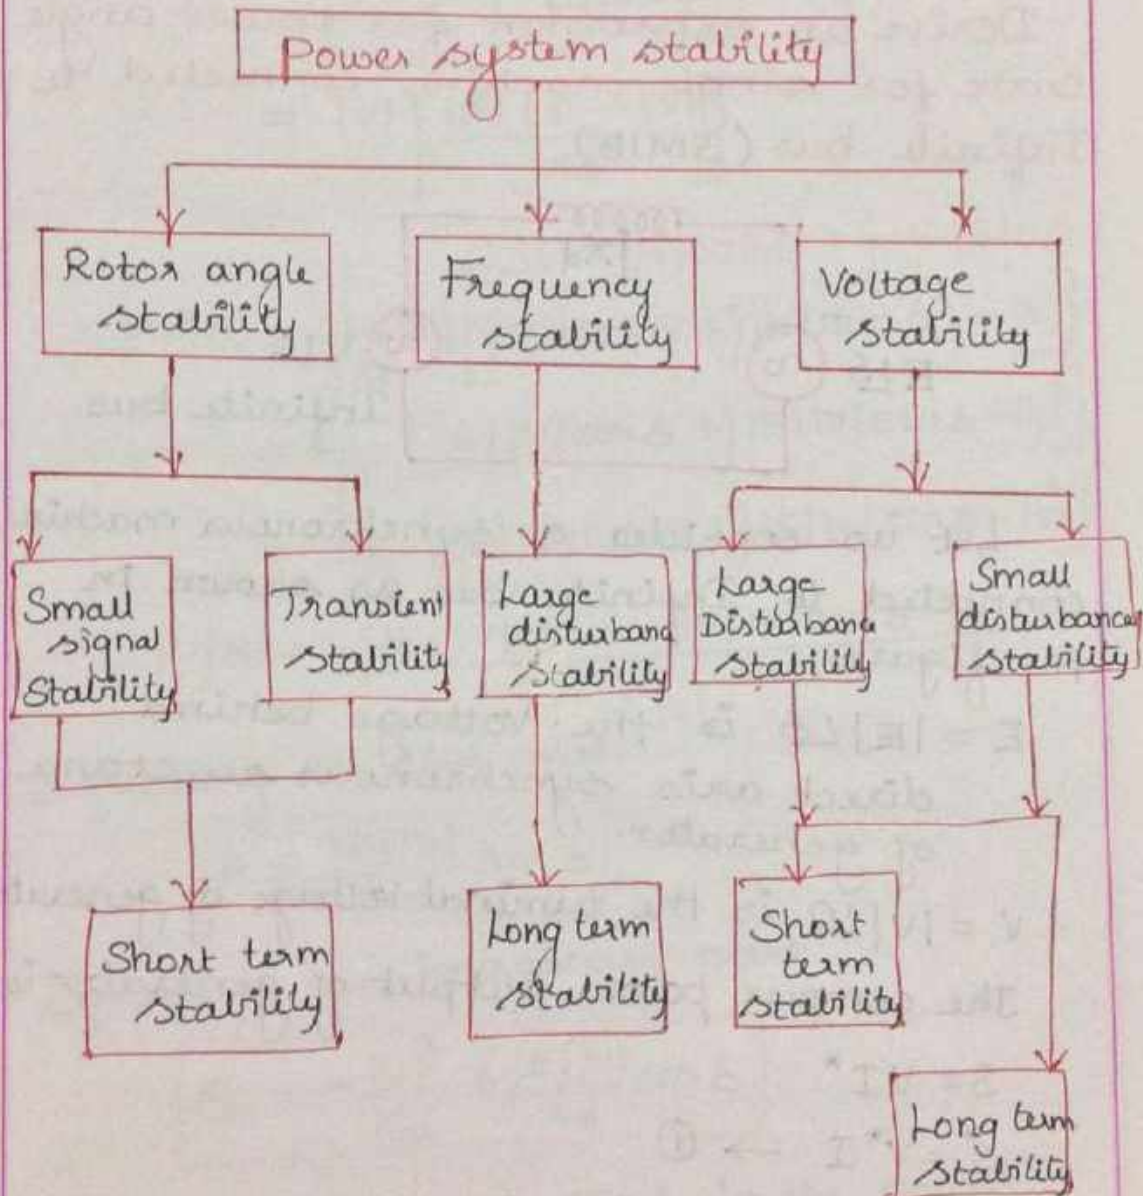 Power system stability
Rotor angle
stability
Frequency
stability
Voltage
stability
Small
signal
Stability
Transient
stability
Large
disturbanc
stability
Large
Disturbance
stability
Small
disturbance
stability
Short term
stability
Long term
stability
Short
term
stability
Long term
stability